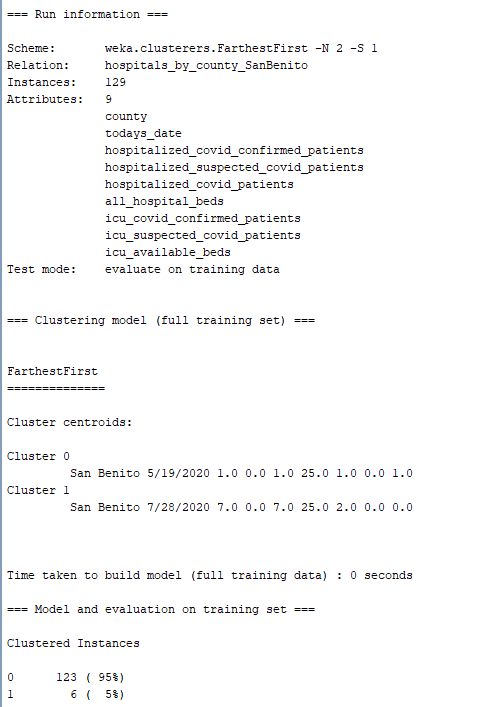 === Run information ===
Scheme:       weka.clusterers.FarthestFirst -N 2 -S 1
Relation:     hospitals_by_county_SanBenito
Instances:    129
Attributes:   9
              county
              todays_date
              hospitalized_covid_confirmed_patients
              hospitalized_suspected_covid_patients
              hospitalized_covid_patients
              all_hospital_beds
              icu_covid_confirmed_patients
              icu_suspected_covid_patients
              icu_available_beds
Test mode:    evaluate on training data
=== Clustering model (full training set) ===
FarthestFirst
==============
Cluster centroids:
Cluster 0
         San Benito 5/19/2020 1.0 0.0 1.0 25.0 1.0 0.0 1.0
Cluster 1
         San Benito 7/28/2020 7.0 0.0 7.0 25.0 2.0 0.0 0.0
Time taken to build model (full training data) : 0 seconds
=== Model and evaluation on training set ===
Clustered Instances
0      123 ( 95%)
1        6 (  5%)